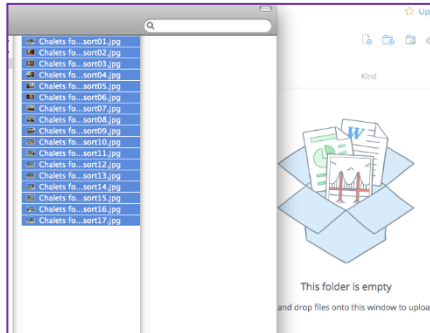 Up
Chalets fo...sort01.jpg
Chalets fo...sort02.jpg
Chalets fo...sort03.jpg
Chalets fo...sort04.jpg
Chalets fo...sort05.jpg
Chalets fo...sort06.jpg
Chalets fo...sort07.jpg
Chalets fo...sort08.jpg
Chalets fo...sort09.jpg
Chalets fo...sort10.jpg
Chalets fo...sort11.jpg
Chalets fo...sort12.jpg
Chalets fo...sort13.jpg
Chalets fo...sort14.jpg
Chalets fo...sort15.jpg
Chalets fo...sort16.jpg
Chalets fo...sort17.jpg
Kind
W
This folder is empty
and drop files onto this window to uploa